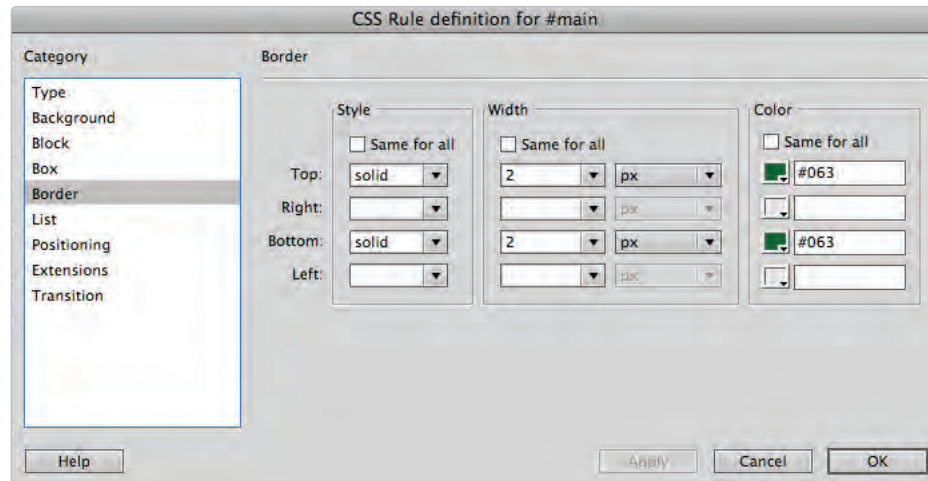 CSS Rule definition for #main
Category
Border
Type
Background
Block
Box
Border
List
Positioning
Extensions
Transition
Style Width Color
Same for all Same for all Same for all
Top: solid 2 px #063
Right: px
Bottom: solid 2 px #063
Left: px
Help Apply Cancel OK